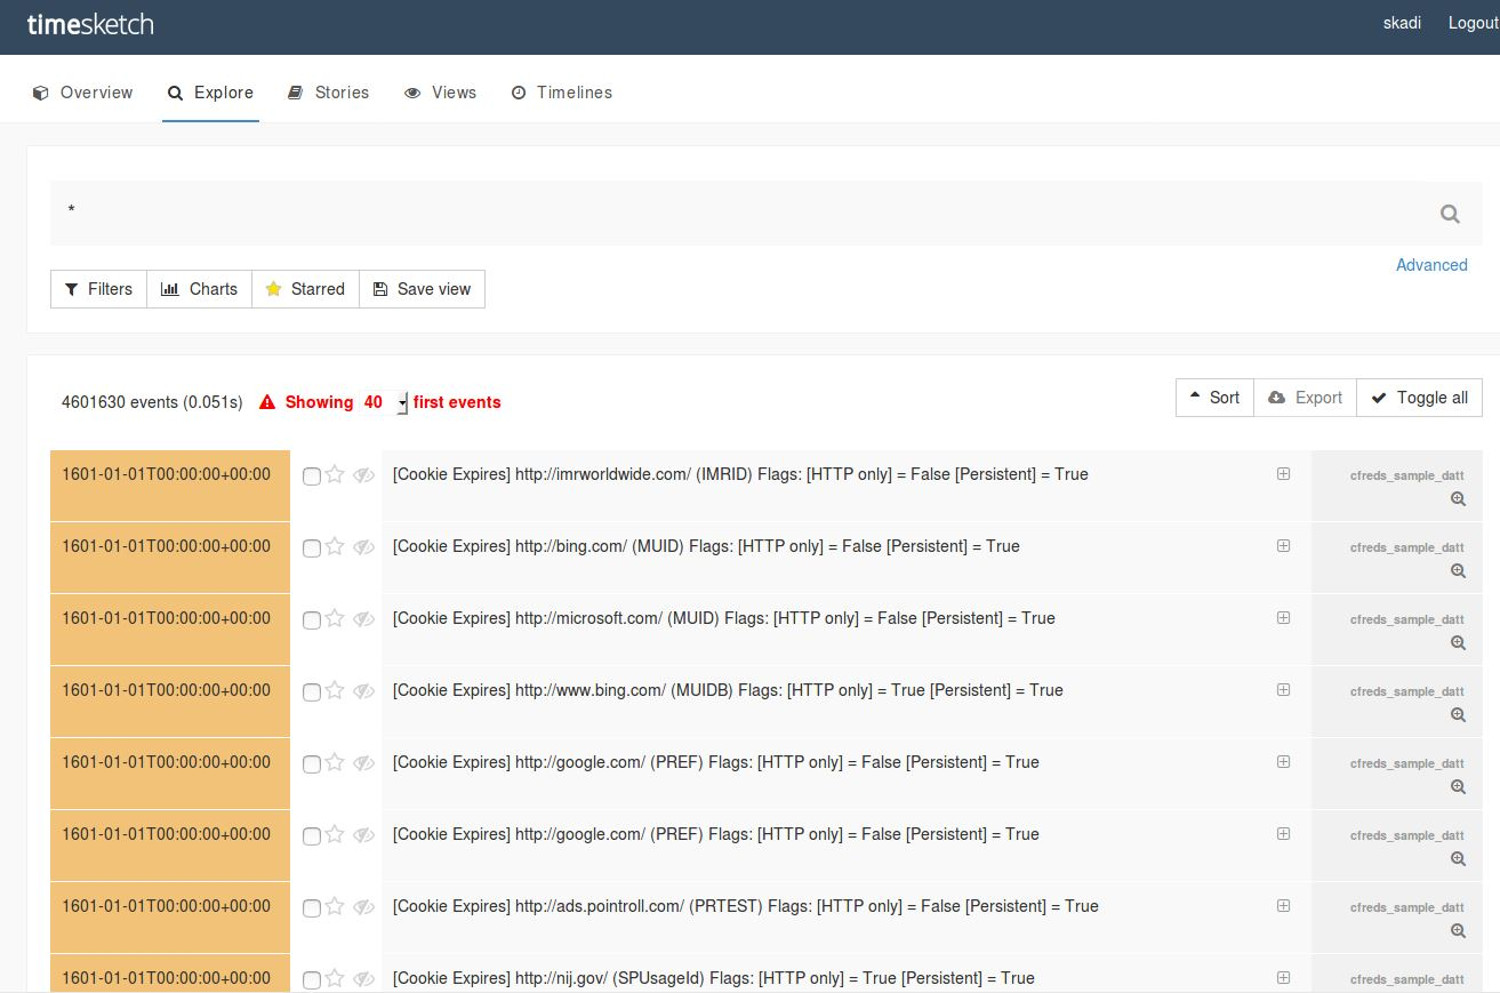 timesketch skadi Logout
Overview Explore Stories Views Timelines
*
Advanced
Filters Charts Starred Save view
4601630 events (0.051s) Showing 40 first events Sort Export Toggle all
1601-01-01T00:00:00+00:00 [Cookie Expires] http://imrworldwide.com/ (IMRID) Flags: [HTTP only] = False [Persistent] = True cfreds_sample_datt
1601-01-01T00:00:00+00:00 [Cookie Expires] http://bing.com/ (MUID) Flags: [HTTP only] = False [Persistent] = True cfreds_sample_datt
1601-01-01T00:00:00+00:00 [Cookie Expires] http://microsoft.com/ (MUID) Flags: [HTTP only] = False [Persistent] = True cfreds_sample_datt
1601-01-01T00:00:00+00:00 [Cookie Expires] http://www.bing.com/ (MUIDB) Flags: [HTTP only] = True [Persistent] = True cfreds_sample_datt
1601-01-01T00:00:00+00:00 [Cookie Expires] http://google.com/ (PREF) Flags: [HTTP only] = False [Persistent] = True cfreds_sample_datt
1601-01-01T00:00:00+00:00 [Cookie Expires] http://google.com/ (PREF) Flags: [HTTP only] = False [Persistent] = True cfreds_sample_datt
1601-01-01T00:00:00+00:00 [Cookie Expires] http://ads.pointroll.com/ (PRTEST) Flags: [HTTP only] = False [Persistent] = True cfreds_sample_datt
1601-01-01T00:00:00+00:00 [Cookie Expires] http://nij.gov/ (SPUsageId) Flags: [HTTP only] = True [Persistent] = True cfreds_sample_datt